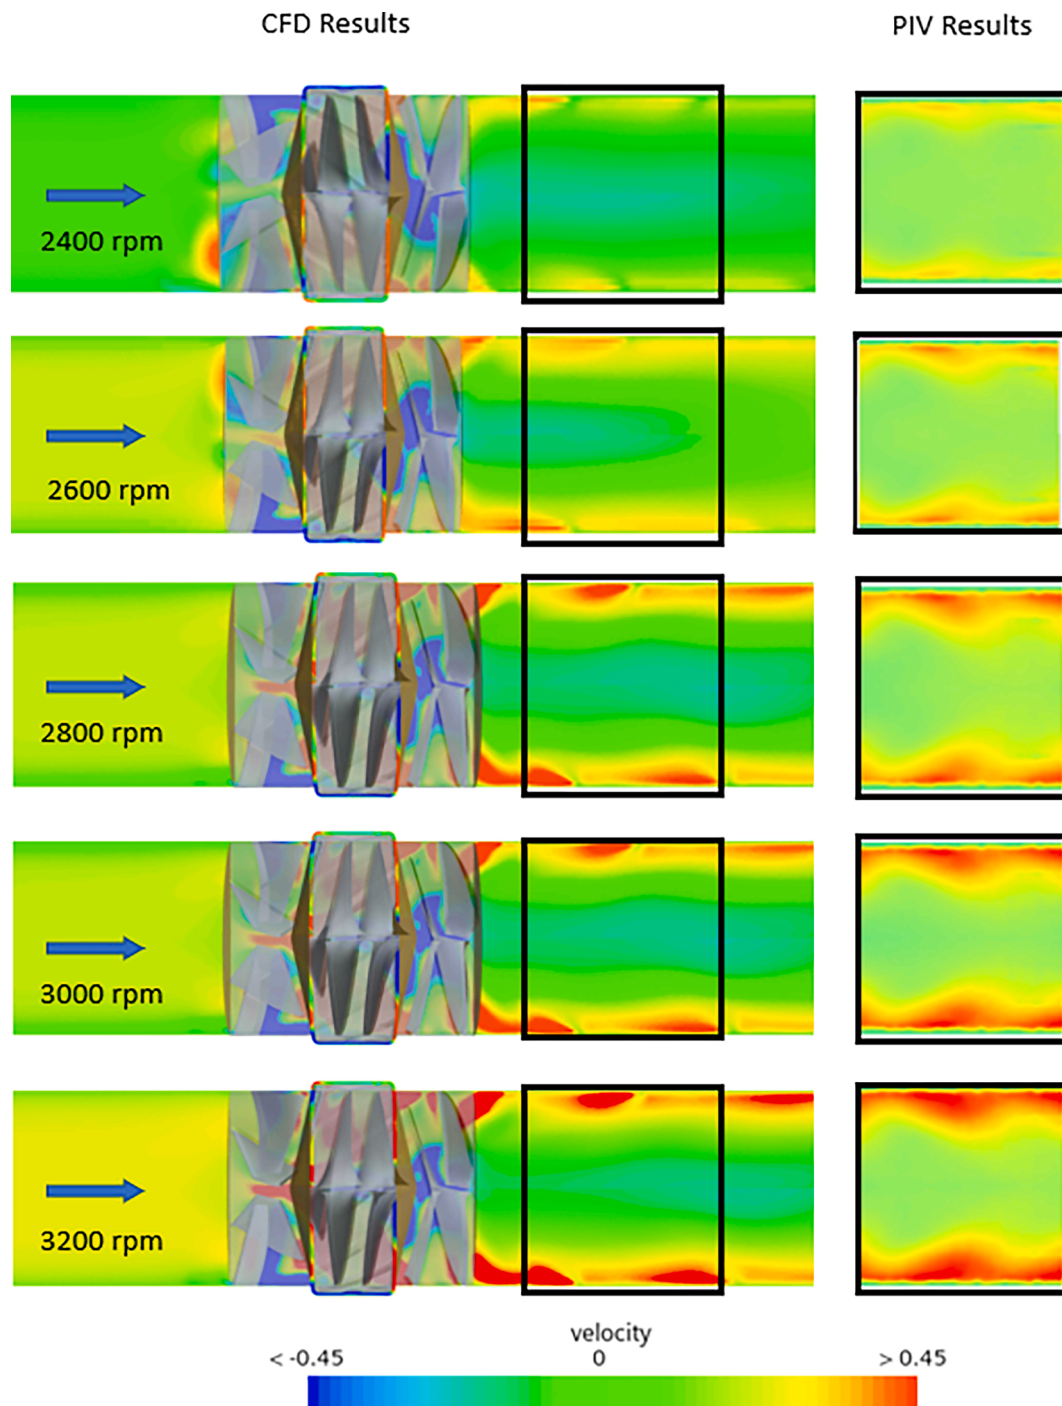 CFD Results
PIV Results
2400 rpm
2600 rpm
2800 rpm
3000 rpm
3200 rpm
velocity
< -0.45 0 > 0.45